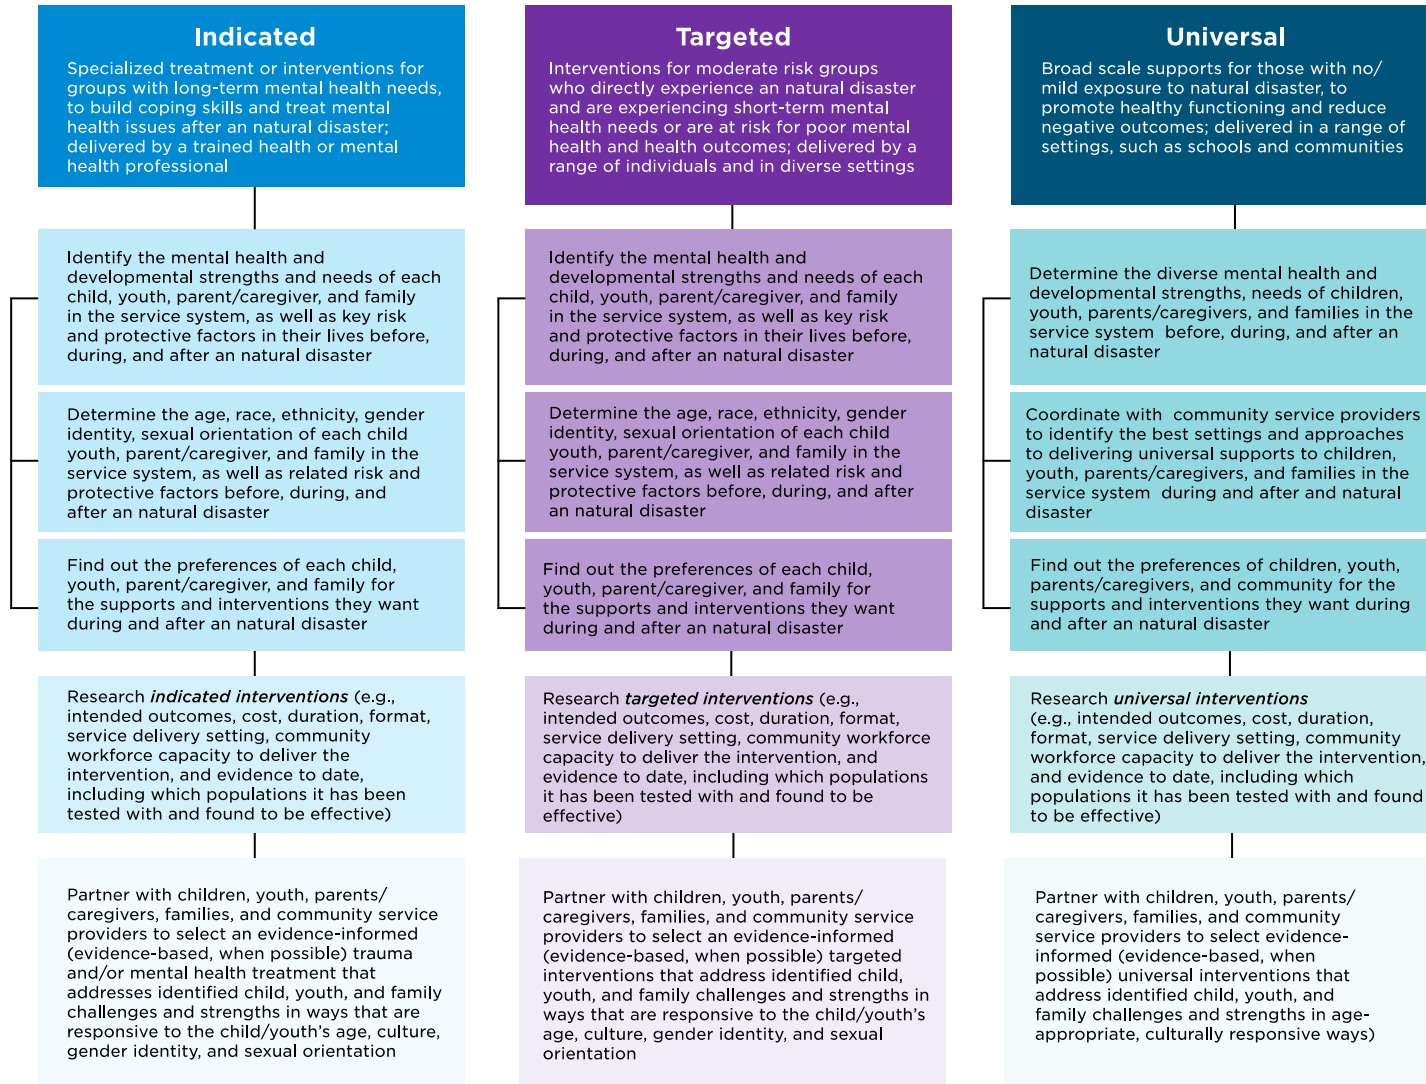 Indicated
Specialized treatment or interventions for
groups with long-term mental health needs,
to build coping skills and treat mental
health issues after an natural disaster;
delivered by a trained health or mental
health professional
Identify the mental health and
developmental strengths and needs of each
child, youth, parent/caregiver, and family
in the service system, as well as key risk
and protective factors in their lives before,
during, and after an natural disaster
Determine the age, race, ethnicity, gender
identity, sexual orientation of each child
youth, parent/caregiver, and family in the
service system, as well as related risk and
protective factors before, during, and
after an natural disaster
Find out the preferences of each child,
youth, parent/caregiver, and family for
the supports and interventions they want
during and after an natural disaster
Research indicated interventions (e.g.,
intended outcomes, cost, duration, format,
service delivery setting, community
workforce capacity to deliver the
intervention, and evidence to date,
including which populations it has been
tested with and found to be effective)
Partner with children, youth, parents/
caregivers, families, and community service
providers to select an evidence-informed
(evidence-based, when possible) trauma
and/or mental health treatment that
addresses identified child, youth, and family
challenges and strengths in ways that are
responsive to the child/youth's age, culture,
gender identity, and sexual orientation
Targeted
Interventions for moderate risk groups
who directly experience an natural disaster
and are experiencing short-term mental
health needs or are at risk for poor mental
health and health outcomes; delivered by a
range of individuals and in diverse settings
Identify the mental health and
developmental strengths and needs of each
child, youth, parent/caregiver, and family
in the service system, as well as key risk
and protective factors in their lives before,
during, and after an natural disaster
Determine the age, race, ethnicity, gender
identity, sexual orientation of each child
youth, parent/caregiver, and family in the
service system, as well as related risk and
protective factors before, during, and after
an natural disaster
Find out the preferences of each child,
youth, parent/caregiver, and family for
the supports and interventions they want
during and after an natural disaster
Research targeted interventions (e.g.,
intended outcomes, cost, duration, format,
service delivery setting, community workforce
capacity to deliver the intervention, and
evidence to date, including which populations
it has been tested with and found to be
effective)
Partner with children, youth, parents/
caregivers, families, and community service
providers to select an evidence-informed
(evidence-based, when possible) targeted
interventions that address identified child,
youth, and family challenges and strengths in
ways that are responsive to the child/youth's
age, culture, gender identity, and sexual
orientation
Universal
Broad scale supports for those with no/
mild exposure to natural disaster, to
promote healthy functioning and reduce
negative outcomes; delivered in a range of
settings, such as schools and communities
Determine the diverse mental health and
developmental strengths, needs of children,
youth, parents/caregivers, and families in the
service system before, during, and after an
natural disaster
Coordinate with community service providers
to identify the best settings and approaches
to delivering universal supports to children,
youth, parents/caregivers, and families in the
service system during and after and natural
disaster
Find out the preferences of children, youth,
parents/caregivers, and community for the
supports and interventions they want during
and after an natural disaster
Research universal interventions
(e.g., intended outcomes, cost, duration,
format, service delivery setting, community
workforce capacity to deliver the intervention,
and evidence to date, including which
populations it has been tested with and found
to be effective)
Partner with children, youth, parents/
caregivers, families, and community
service providers to select evidence-
informed (evidence-based, when
possible) universal interventions that
address identified child, youth, and
family challenges and strengths in age-
appropriate, culturally responsive ways)